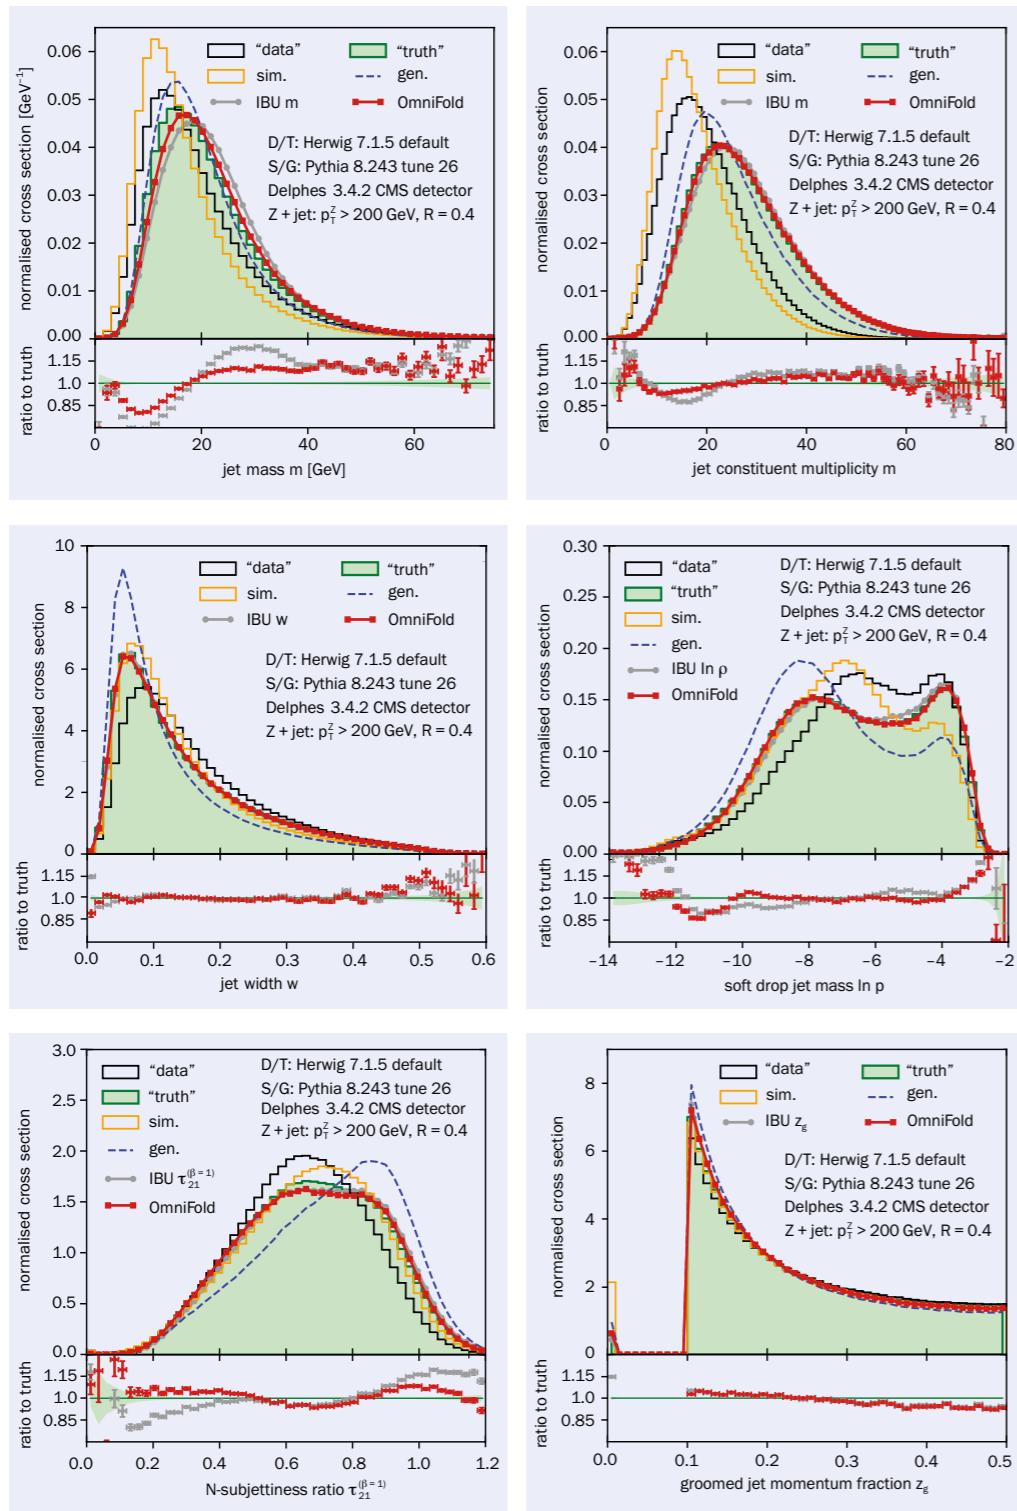 0.06
0.05
0.04
0.03
0.02
0.01
0.00
normalised cross section [GeV⁻¹]
"data"
"truth"
sim.
gen.
IBU m
OmniFold
D/T: Herwig 7.1.5 default
S/G: Pythia 8.243 tune 26
Delphes 3.4.2 CMS detector
Z + jet: p_T^Z > 200 GeV, R = 0.4
ratio to truth
1.15
1.0
0.85
0 20 40 60
jet mass m [GeV]
0.06
0.05
0.04
0.03
0.02
0.01
0.00
normalised cross section
"data"
"truth"
sim.
gen.
IBU m
OmniFold
D/T: Herwig 7.1.5 default
S/G: Pythia 8.243 tune 26
Delphes 3.4.2 CMS detector
Z + jet: p_T^Z > 200 GeV, R = 0.4
ratio to truth
1.15
1.0
0.85
0 20 40 60 80
jet constituent multiplicity m
10
8
6
4
2
0
normalised cross section
"data"
"truth"
sim.
gen.
IBU w
OmniFold
D/T: Herwig 7.1.5 default
S/G: Pythia 8.243 tune 26
Delphes 3.4.2 CMS detector
Z + jet: p_T^Z > 200 GeV, R = 0.4
ratio to truth
1.15
1.0
0.85
0.0 0.1 0.2 0.3 0.4 0.5 0.6
jet width w
0.30
0.25
0.20
0.15
0.10
0.05
0.00
normalised cross section
"data"
"truth"
sim.
gen.
IBU ln ρ
OmniFold
D/T: Herwig 7.1.5 default
S/G: Pythia 8.243 tune 26
Delphes 3.4.2 CMS detector
Z + jet: p_T^Z > 200 GeV, R = 0.4
ratio to truth
1.15
1.0
0.85
−14 −12 −10 −8 −6 −4 −2
soft drop jet mass ln p
3.0
2.5
2.0
1.5
1.0
0.5
0.0
normalised cross section
"data"
"truth"
sim.
gen.
IBU τ_21^(β = 1)
OmniFold
D/T: Herwig 7.1.5 default
S/G: Pythia 8.243 tune 26
Delphes 3.4.2 CMS detector
Z + jet: p_T^Z > 200 GeV, R = 0.4
ratio to truth
1.15
1.0
0.85
0.0 0.2 0.4 0.6 0.8 1.0 1.2
N-subjettiness ratio τ_21^(β = 1)
8
6
4
2
0
normalised cross section
"data"
"truth"
sim.
gen.
IBU z_g
OmniFold
D/T: Herwig 7.1.5 default
S/G: Pythia 8.243 tune 26
Delphes 3.4.2 CMS detector
Z + jet: p_T^Z > 200 GeV, R = 0.4
ratio to truth
1.15
1.0
0.85
0.0 0.1 0.2 0.3 0.4 0.5
groomed jet momentum fraction z_g